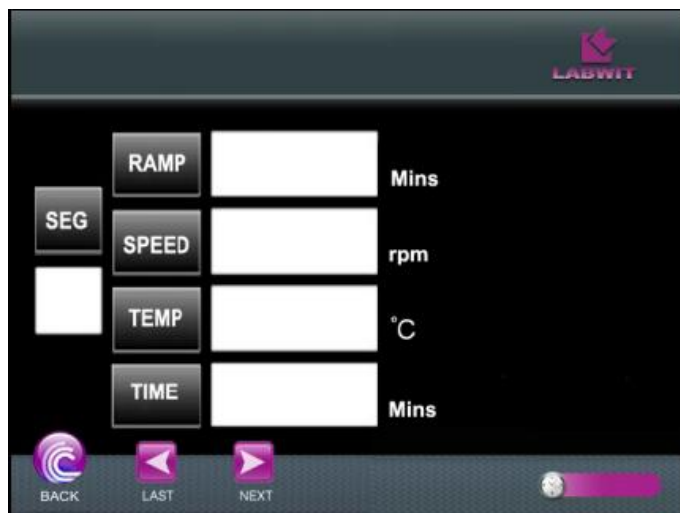 LABWIT
RAMP Mins
SEG
SPEED rpm
TEMP °C
TIME Mins
BACK LAST NEXT